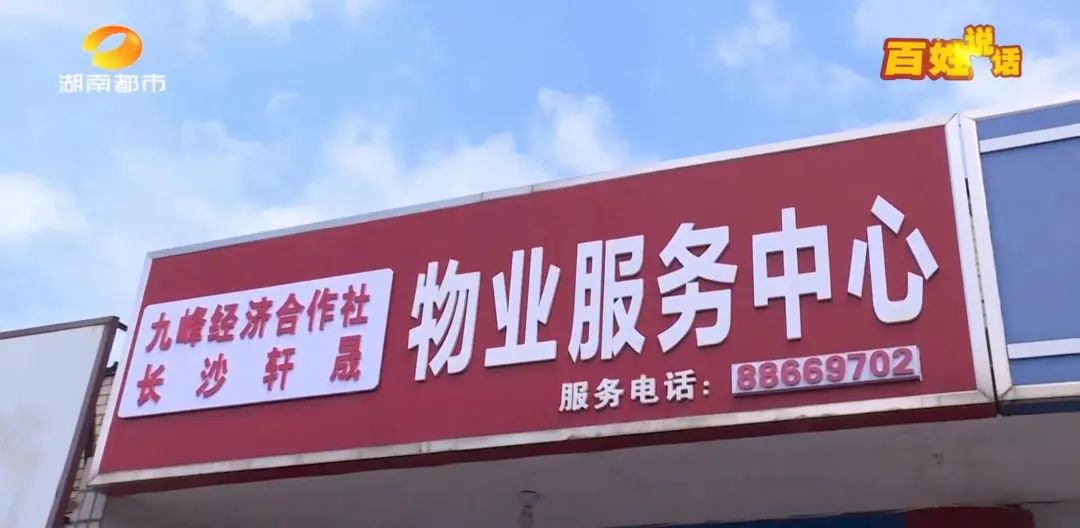 湖南都市
百姓说话
九峰经济合作社
长沙轩晟
物业服务中心
服务电话：88669702